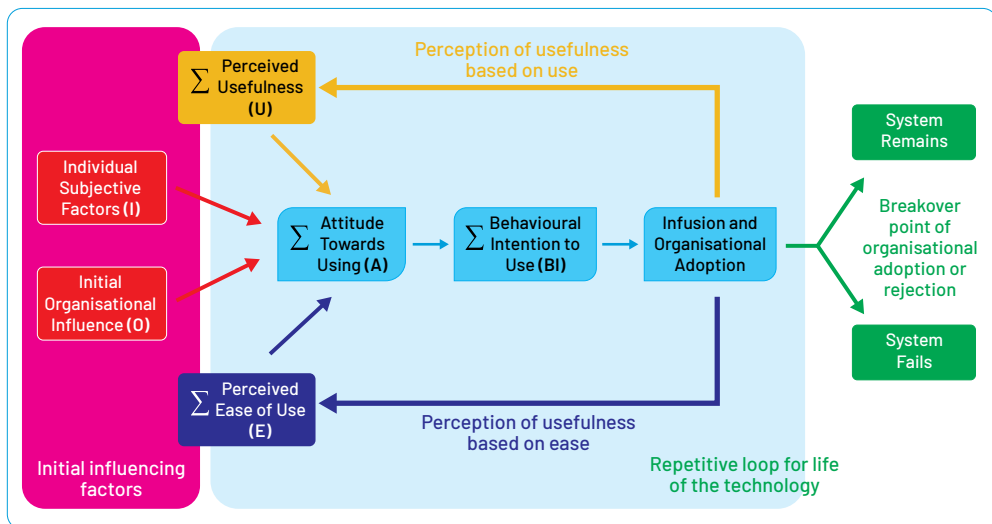 ∑ Perceived
Usefulness
(U)
Perception of usefulness
based on use
Individual
Subjective
Factors (I)
Initial
Organisational
Influence (O)
∑ Attitude
Towards
Using (A)
∑ Behavioural
Intention to
Use (BI)
Infusion and
Organisational
Adoption
System
Remains
Breakover
point of
organisational
adoption or
rejection
System
Fails
∑ Perceived
Ease of Use
(E)
Perception of usefulness
based on ease
Initial influencing
factors
Repetitive loop for life
of the technology